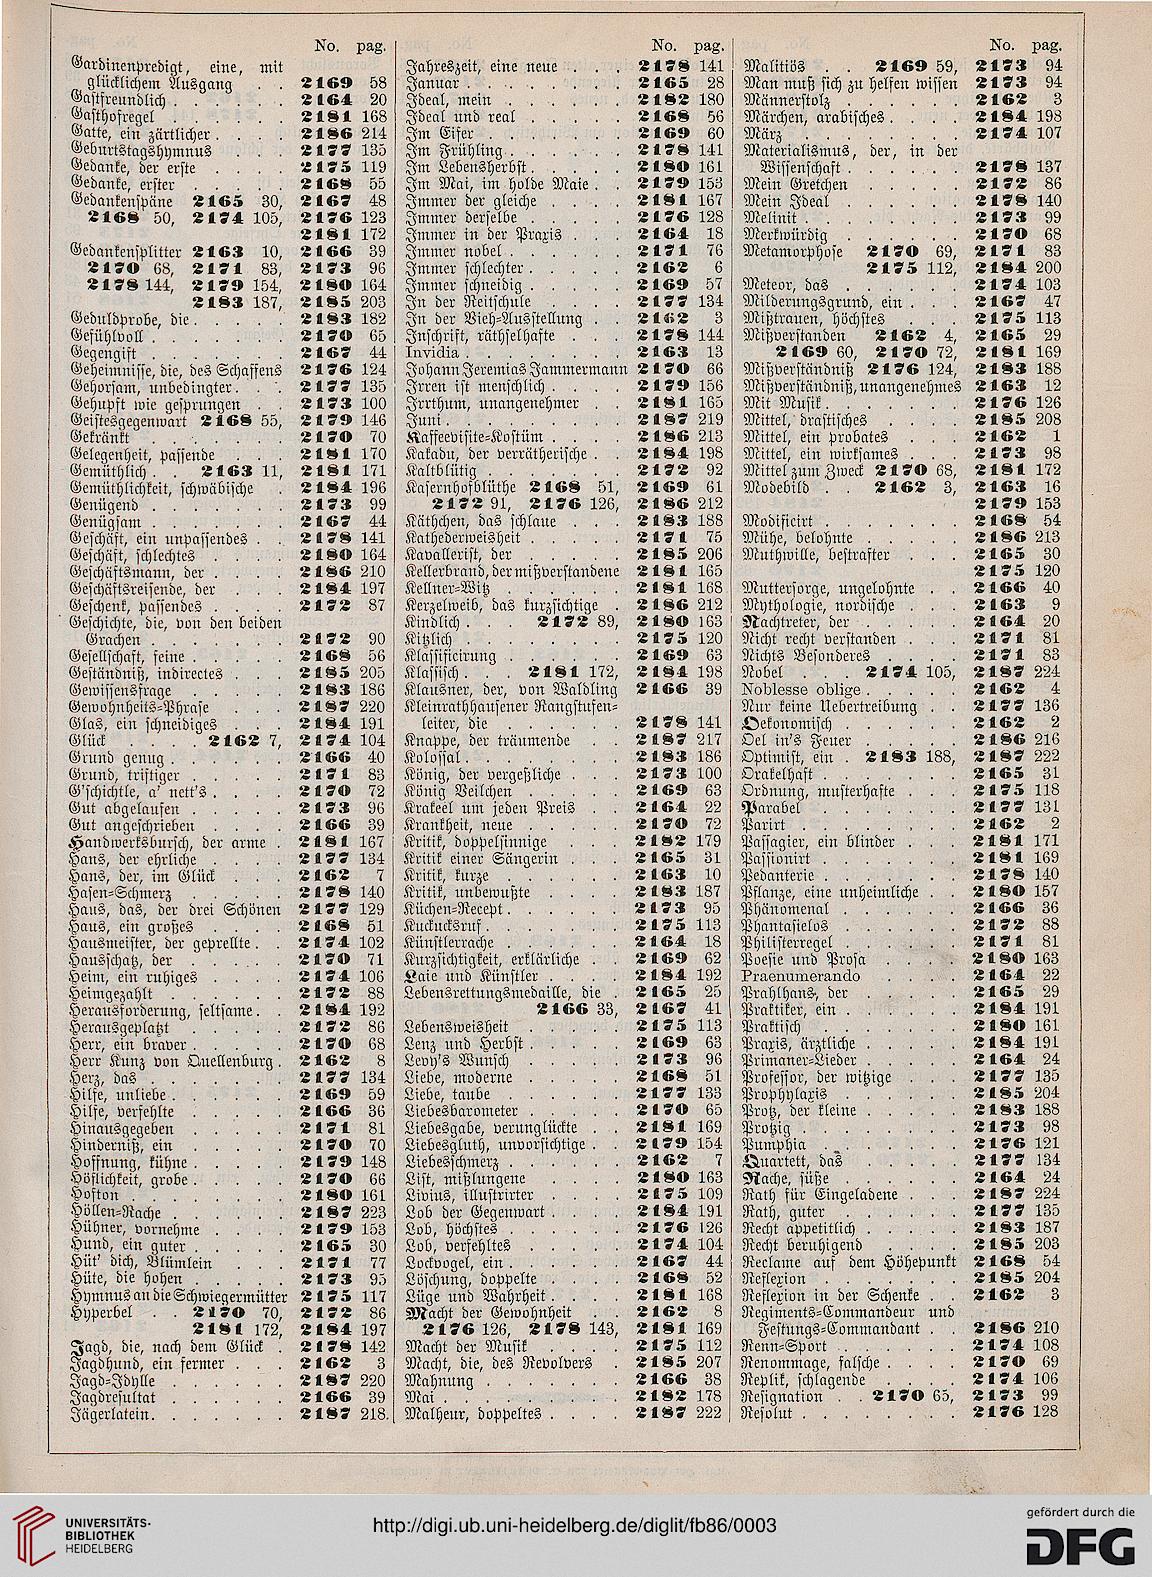 No. pag.
Gardinenpredigt, eine, mit
glücklichem Ausgang . . 2169 58
Gastfreundlich . . . . . 2164 20
Gasthofregel . . . . . 2181 168
Gatte, ein zärtlicher . . . . 2186 214
Geburtstagshymnus . . . 2177 135
Gedanke, der erste . . . . 2175 119
Gedanke, erster . . . . . 2168 55
Gedankenspäne 2165 30, 2167 48
2168 50, 2174 105, 2176 123
2181 172
Gedankensplitter 2163 10, 2166 39
2170 68, 2171 83, 2173 96
2178 144, 2179 154, 2180 164
2183 187, 2185 203
Geduldprobe, die . . . . . 2183 182
Gefühlvoll . . . . . . 2170 65
Gegengift . . . . . . 2167 44
Geheimnisse, die, des Schaffens 2176 124
Gehorsam, unbedingter . . . 2177 135
Gehupft wie gesprungen . . 2173 100
Geistesgegenwart 2168 55, 2179 146
Gekränkt . . . . . . 2170 70
Gelegenheit, passende . . . 2181 170
Gemüthlich . . 2163 11, 2181 171
Gemüthlichkeit, schwäbische . 2184 196
Genügend . . . . . . 2173 99
Genügsam . . . . . . 2167 44
Geschäft, ein unpassendes . . 2178 141
Geschäft, schlechtes . . . . 2180 164
Geschäftsmann, der . . . . 2186 210
Geschäftsreisende, der . . . 2184 197
Geschenk, passendes . . . . 2172 87
Geschichte, die, von den beiden
Grachen . . . . . . 2172 90
Gesellschaft, feine . . . . . 2168 56
Geständniß, indirectes . . . 2185 205
Gewissensfrage . . . . . 2183 186
Gewohnheits-Phrase . . . 2187 220
Glas, ein schneidiges . . . . 2184 191
Glück . . . . 2162 7, 2174 104
Grund genug . . . . . . 2166 40
Grund, triftiger . . . . . 2171 83
G'schichtle, a' nett's . . . . 2170 72
Gut abgelaufen . . . . . 2173 96
Gut angeschrieben . . . . 2166 39
Handwerksbursch, der arme . 2181 167
Hans, der ehrliche . . . . 2177 134
Hans, der, im Glück . . . 2162 7
Hasen-Schmerz . . . . . 2178 140
Haus, das, der drei Schönen 2177 129
Haus, ein großes . . . . . 2168 51
Hausmeister, der geprellte . . 2174 102
Hausschatz, der . . . . . 2170 71
Heim, ein ruhiges . . . . 2174 106
Heimgezahlt . . . . . . 2172 88
Herausforderung, seltsame . . 2184 192
Herausgeplatzt . . . . . 2172 86
Herr, ein braver . . . . . 2170 68
Herr Kunz von Quellenburg . 2162 8
Herz, das . . . . . . . 2177 134
Hilfe, unliebe . . . . . . 2169 59
Hilfe, verfehlte . . . . . 2166 36
Hinausgegeben . . . . . 2171 81
Hinderniß, ein . . . . . 2170 70
Hoffnung, kühne . . . . . 2179 148
Höflichkeit, grobe . . . . . 2170 66
Hofton . . . . . . . . 2180 161
Höllen-Rache . . . . . . 2187 223
Hühner, vornehme . . . . 2179 153
Hund, ein guter . . . . . 2165 30
Hüt' dich, Blümlein . . . . 2171 77
Hüte, die hohen . . . . . 2173 95
Hymnus an die Schwiegermütter 2175 117
Hyperbel . . 2170 70, 2172 86
2181 172, 2184 197
Jagd, die, nach dem Glück 2178 142
Jagdhund, ein fermer . . . 2162 3
Jagd-Idylle . . . . . . 2187 220
Jagdresultat . . . . . . 2166 39
Jägerlatein . . . . . . . 2187 218
No. pag.
Jahreszeit, eine neue . . . 2178 141
Januar . . . . . . . . 2165 28
Ideal, mein . . . . . . 2182 180
Ideal und real . . . . . 2168 56
Im Eifer . . . . . . . 2169 60
Im Frühling . . . . . . 2178 141
Im Lebensherbst . . . . . 2180 161
Im Mai, im holde Maie . . 2179 153
Immer der gleiche . . . . 2181 167
Immer derselbe . . . . . 2176 128
Immer in der Praxis . . . 2164 18
Immer nobel . . . . . . 2171 76
Immer schlechter . . . . . 2162 6
Immer schneidig . . . . . 2169 57
In der Reitschule . . . . 2177 134
In der Vieh-Ausstellung . . 2162 3
Inschrift, räthselhafte . . . 2178 144
Invidia . . . . . . . . 2163 13
Johann Jeremias Jammermann 2170 66
Irren ist menschlich . . . . 2179 156
Irrthum, unangenehmer . . 2181 165
Juni . . . . . . . . . 2187 219
Kaffeevisite-Kostüm . . . . 2186 213
Kakadu, der verrätherische . . 2184 198
Kaltblütig . . . . . . . 2172 92
Kasernhofblüthe 2168 51, 2169 61
2172 91, 2176 126, 2186 212
Käthchen, das schlaue . . . 2183 188
Kathederweisheit . . . . . 2171 75
Kavallerist, der . . . . . 2185 206
Kellerbrand, der mißverstandene 2181 165
Kellner-Witz . . . . . . 2181 168
Kerzelweib, das kurzsichtige . 2186 212
Kindlich . . . . 2172 89, 2180 163
Kitzlich . . . . . . . 2175 120
Klassificirung . . . . . . 2169 63
Klassisch . . . 2181 172, 2184 198
Klausner, der, von Waldling 2166 39
Kleinrathhausener Rangstufen-
leiter, die . . . . . . 2178 141
Knappe, der träumende . . 2187 217
Kolossal . . . . . . . . 2183 186
König, der vergeßliche . . . 2173 100
König Veilchen . . . . . 2169 63
Krakeel um jeden Preis . . 2164 22
Krankheit, neue . . . . . 2170 72
Kritik, doppelsinnige . . . 2182 179
Kritik einer Sängerin . . . 2165 31
Kritik, kurze . . . . . . 2163 10
Kritik, unbewußte . . . . 2183 187
Küchen-Recept . . . . . . 2173 95
Kuckucksruf . . . . . . . 2175 113
Künstlerrache . . . . . . 2164 18
Kurzsichtigkeit, erklärliche . . 2169 62
Laie und Künstler . . . . 2184 192
Lebensrettungsmedaille, die . 2165 25
2166 33, 2167 41
Lebensweisheit . . . . . 2175 113
Lenz und Herbst . . . . . 2169 63
Levy's Wunsch . . . . . 2173 96
Liebe, moderne . . . . . 2168 51
Liebe, taube . . . . . . 2177 133
Liebesbarometer . . . . . 2170 65
Liebesgabe, verunglückte . . 2181 169
Liebesgluth, unvorsichtige . . 2179 154
Liebesschmerz . . . . . . 2162 7
List, mißlungene . . . . . 2180 163
Livius, illustrirter . . . . 2175 109
Lob der Gegenwart . . . . 2184 191
Lob, höchstes . . . . . . 2176 126
Lob, verfehltes . . . . . 2174 104
Lockvogel, ein . . . . . . 2167 44
Löschung, doppelte . . . . 2168 52
Lüge und Wahrheit . . . . 2181 168
Macht der Gewohnheit . . 2162 8
2176 126, 2178 143, 2181 169
Macht der Musik . . . . 2175 112
Macht, die, des Revolvers . . 2185 207
Mahnung . . . . . . . 2166 38
Mai . . . . . . . . . 2182 178
Malheur, doppeltes . . . . 2187 222
No. pag.
Malitiös . . 2169 59, 2173 94
Man muß sich zu helfen wissen 2173 94
Männerstolz . . . . . . 2162 3
Märchen, arabisches . . . . 2184 198
März . . . . . . . . 2174 107
Materialismus, der, in der
Wissenschaft . . . . . . 2178 137
Mein Gretchen . . . . . 2172 86
Mein Ideal . . . . . . 2178 140
Melinit . . . . . . . . 2173 99
Merkwürdig . . . . . . 2170 68
Metamorphose 2170 69, 2171 83
2175 112, 2184 200
Meteor, das . . . . . . 2174 103
Milderungsgrund, ein . . . 2167 47
Mißtrauen, höchstes . . . 2175 113
Mißverstanden 2162 4, 2165 29
2169 60, 2170 72, 2181 169
Mißverständniß 2176 124, 2183 188
Mißverständniß, unangenehmes 2163 12
Mit Musik . . . . . . . 2176 126
Mittel, drastisches . . . . 2185 208
Mittel, ein probates . . . 2162 1
Mittel, ein wirksames . . . 2173 98
Mittel zum Zweck 2170 68, 2181 172
Modebild . . 2162 3, 2163 16
2179 153
Modificirt . . . . . . . 2168 54
Mühe, belohnte . . . . . 2186 213
Muthwille, bestrafter . . . 2165 30
2175 120
Muttersorge, ungelohnte . . 2166 40
Mythologie, nordische . . . 2163 9
Nachtreter, der . . . . . 2164 20
Nicht recht verstanden . . . 2171 81
Nichts Besonderes . . . . 2171 83
Nobel . . . 2174 105, 2187 224
Noblesse oblige . . . . . 2162 4
Nur keine Uebertreibung . . 2177 136
Oekonomisch . . . . . . 2162 2
Oel in's Feuer . . . . . 2186 216
Optimist, ein . 2183 188, 2187 222
Orakelhaft . . . . . . . 2165 31
Ordnung, musterhafte . . . 2175 118
Parabel . . . . . . . 2177 131
Parirt . . . . . . . . 2162 2
Passagier, ein blinder . . . 2181 171
Passionirt . . . . . . . 2181 169
Pedanterie . . . . . . . 2178 140
Pflanze, eine unheimliche . . 2180 157
Phänomenal . . . . . . 2166 36
Phantasielos . . . . . . 2172 88
Philisterregel . . . . . . 2171 81
Poesie und Prosa . . . . 2180 163
Praenumerando . . . . . 2164 22
Prahlhans, der . . . . . 2165 29
Praktiker, ein . . . . . . 2184 191
Praktisch . . . . . . . 2180 161
Praxis, ärztliche . . . . . 2184 191
Primaner-Lieder . . . . . 2164 24
Professor, der witzige . . . 2177 135
Prophylaxis . . . . . . 2185 204
Protz, der kleine . . . . . 2183 188
Protzig . . . . . . . . 2173 98
Pumphia . . . . . . . 2176 121
Quartett, das . . . . . 2177 134
Rache, süße . . . . . . 2164 24
Rath für Eingeladene . . . 2187 224
Rath, guter . . . . . . 2177 135
Recht appetitlich . . . . . 2183 187
Recht beruhigend . . . . 2185 203
Reclame auf dem Höhepunkt 2168 54
Reflexion . . . . . . . 2185 204
Reflexion in der Schenke . . 2162 3
Regiments-Commandeur und
Festungs-Commandant . . 2186 210
Renn-Sport . . . . . . 2174 108
Renommage, falsche . . . . 2170 69
Replik, schlagende . . . . 2174 106
Resignation . 2170 65, 2173 99
Resolut . . . . . . . . 2176 128
UNIVERSITÄTS-
BIBLIOTHEK
HEIDELBERG
http://digi.ub.uni-heidelberg.de/diglit/fb86/0003
gefördert durch die
DFG